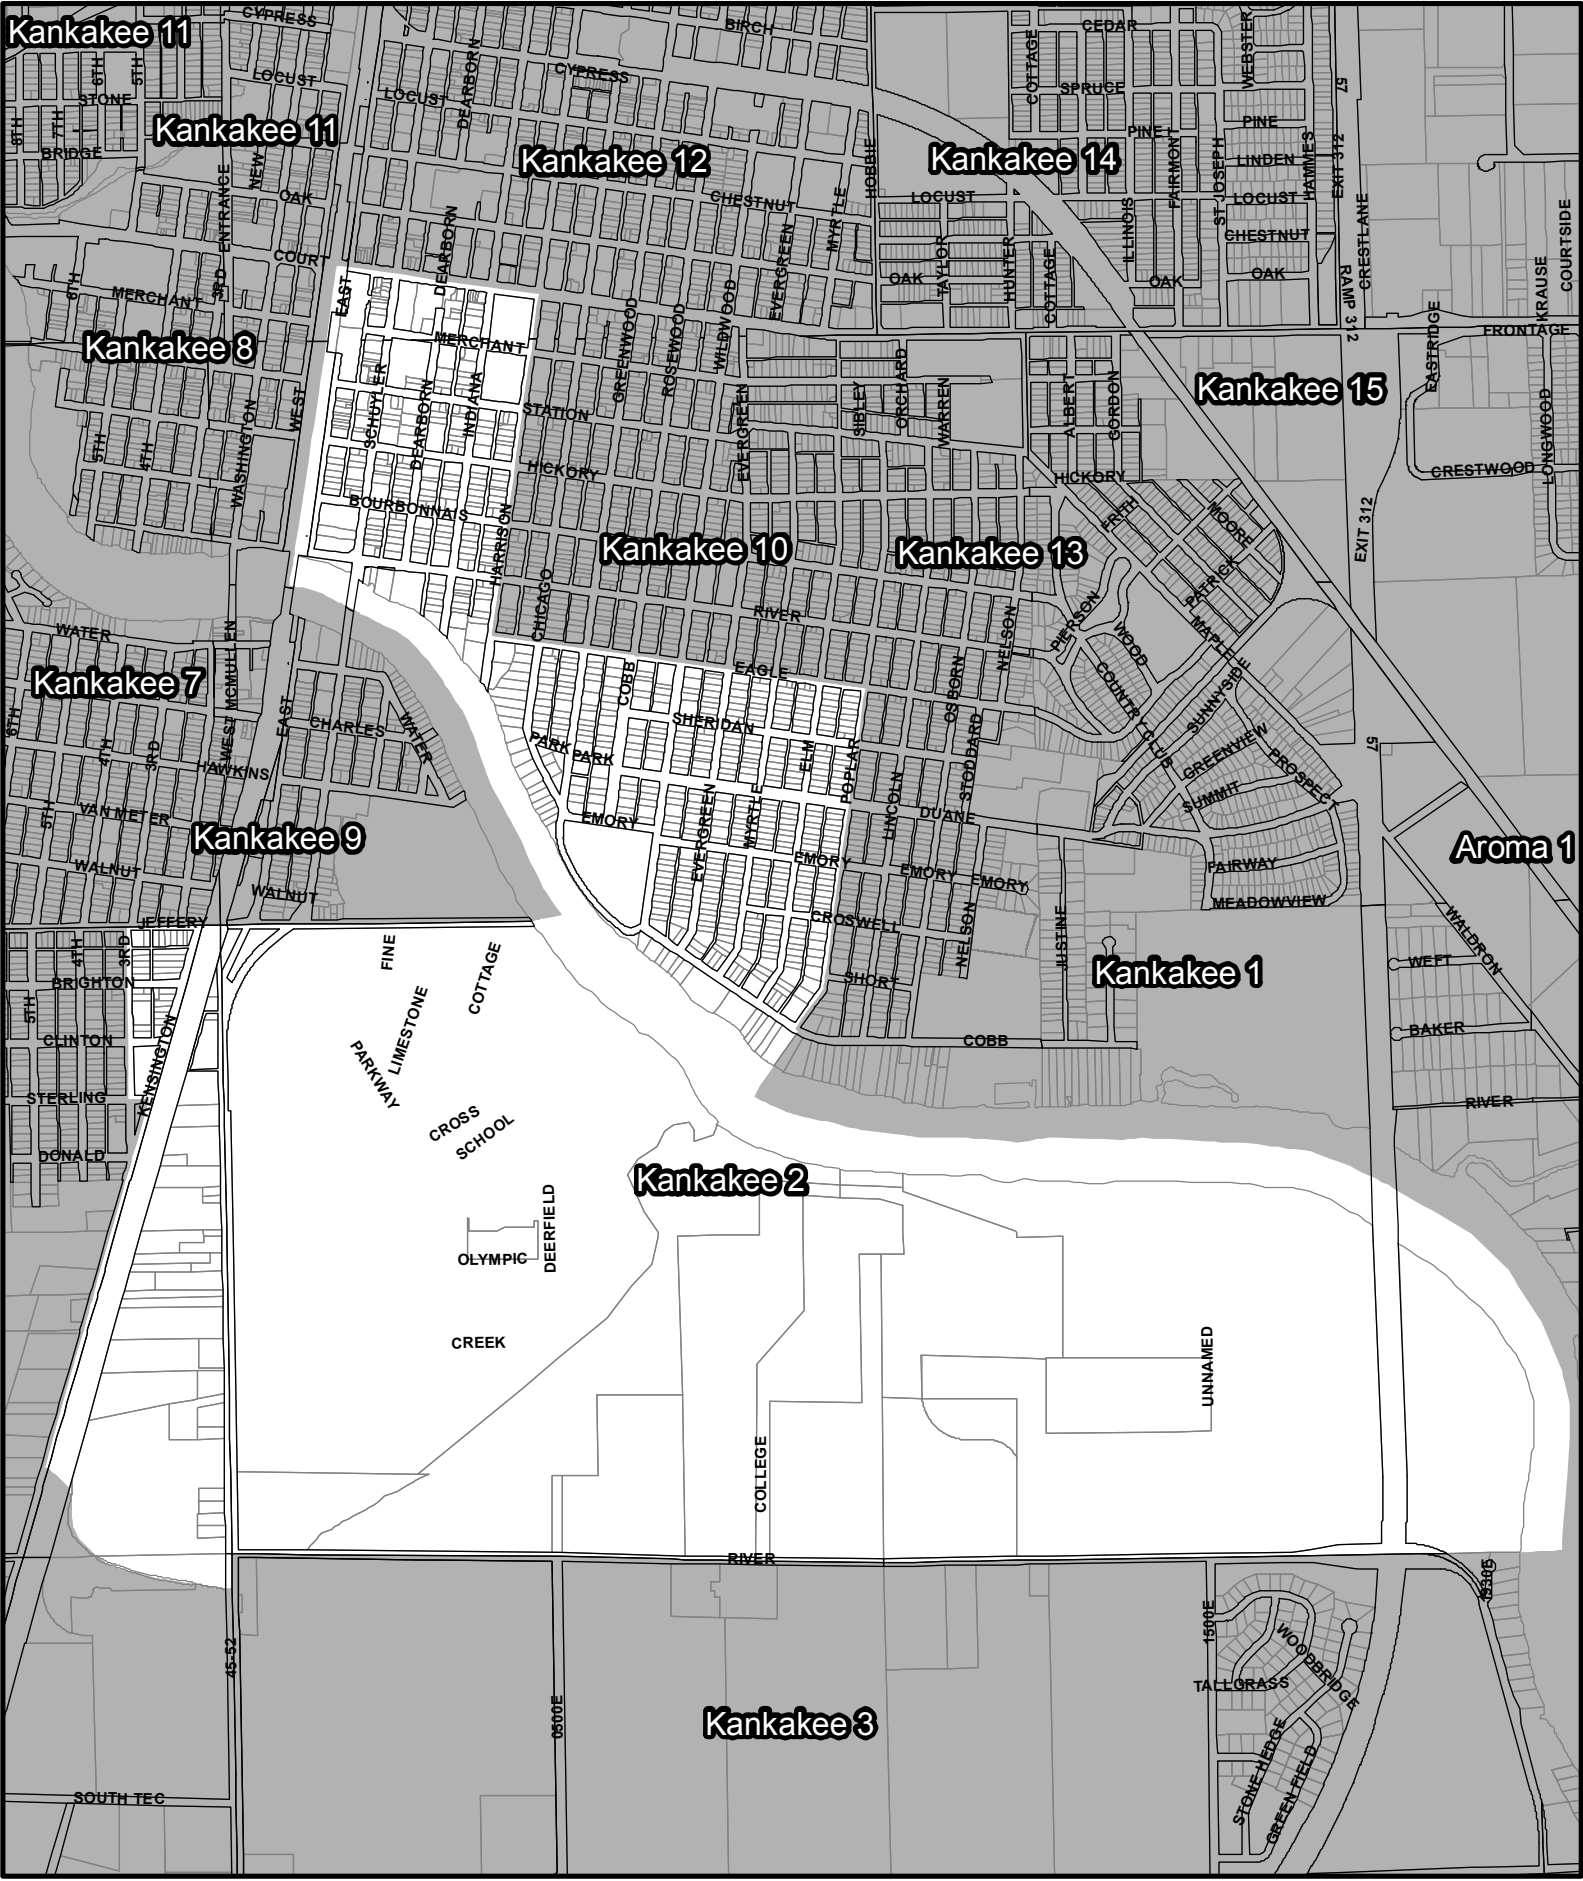 CYPRESS
BIRCH
CEDAR
WEBSTER
Kankakee 11
COTTAGE
6TH
5TH
LOCUST
DEARBORN
CYPRESS
SPRUCE
57
STONE
LOCUST
8TH
7TH
Kankakee 11
PINE
PINE
BRIDGE
HOBBIE
Kankakee 12
Kankakee 14
LINDEN
HAMMES
EXIT 312
FAIRMONT
ST JOSEPH
NEW
OAK
ENTRANCE
CHESTNUT
MYRTLE
LOCUST
LOCUST
ILLINOIS
CHESTNUT
CRESTLANE
COURTSIDE
DEARBORN
EVERGREEN
TAYLOR
HUNTER
COTTAGE
COURT
3RD
6TH
MERCHANT
EAST
OAK
OAK
OAK
RAMP 312
KRAUSE
FRONTAGE
EASTRIDGE
Kankakee 8
MERCHANT
GREENWOOD
ROSEWOOD
WILDWOOD
Kankakee 15
SCHUYLER
DEARBORN
INDIANA
STATION
SIBLEY
ORCHARD
WARREN
ALBERT
GORDON
WEST
WASHINGTON
5TH
4TH
EVERGREEN
HICKORY
HICKORY
CRESTWOOD
LONGWOOD
BOURBONNAIS
HARRISON
FRITH
MOORE
EXIT 312
Kankakee 10
Kankakee 13
PATRICK
CHICAGO
RIVER
NELSON
PIERSON
WOOD
MAPLE
WATER
WEST MCMULLEN
EAGLE
COBB
OSBORN
COUNTRY CLUB
SUNNYSIDE
Kankakee 7
6TH
EAST
CHARLES
WATER
SHERIDAN
STODDARD
GREENVIEW
PROSPECT
57
4TH
3RD
HAWKINS
PARK
PARK
ELM
POPLAR
LINCOLN
SUMMIT
5TH
VAN METER
EMORY
EVERGREEN
MYRTLE
DUANE
Kankakee 9
Aroma 1
WALNUT
WALNUT
EMORY
EMORY
EMORY
FAIRWAY
MEADOWVIEW
JEFFERY
CROSWELL
NELSON
JUSTINE
WALDRON
4TH
3RD
FINE
COTTAGE
BRIGHTON
SHORT
Kankakee 1
WEFT
5TH
LIMESTONE
PARKWAY
CLINTON
KENSINGTON
COBB
BAKER
STERLING
CROSS
SCHOOL
RIVER
DONALD
Kankakee 2
DEERFIELD
OLYMPIC
CREEK
UNNAMED
COLLEGE
RIVER
1930E
45-52
1500E
WOODBRIDGE
TALLGRASS
0500E
Kankakee 3
STONE HEDGE
GREEN FIELD
SOUTH TEC